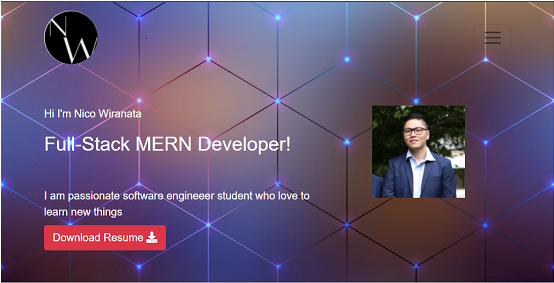 NW
Hi I'm Nico Wiranata
Full-Stack MERN Developer!
I am passionate software engineeer student who love to
learn new things
Download Resume